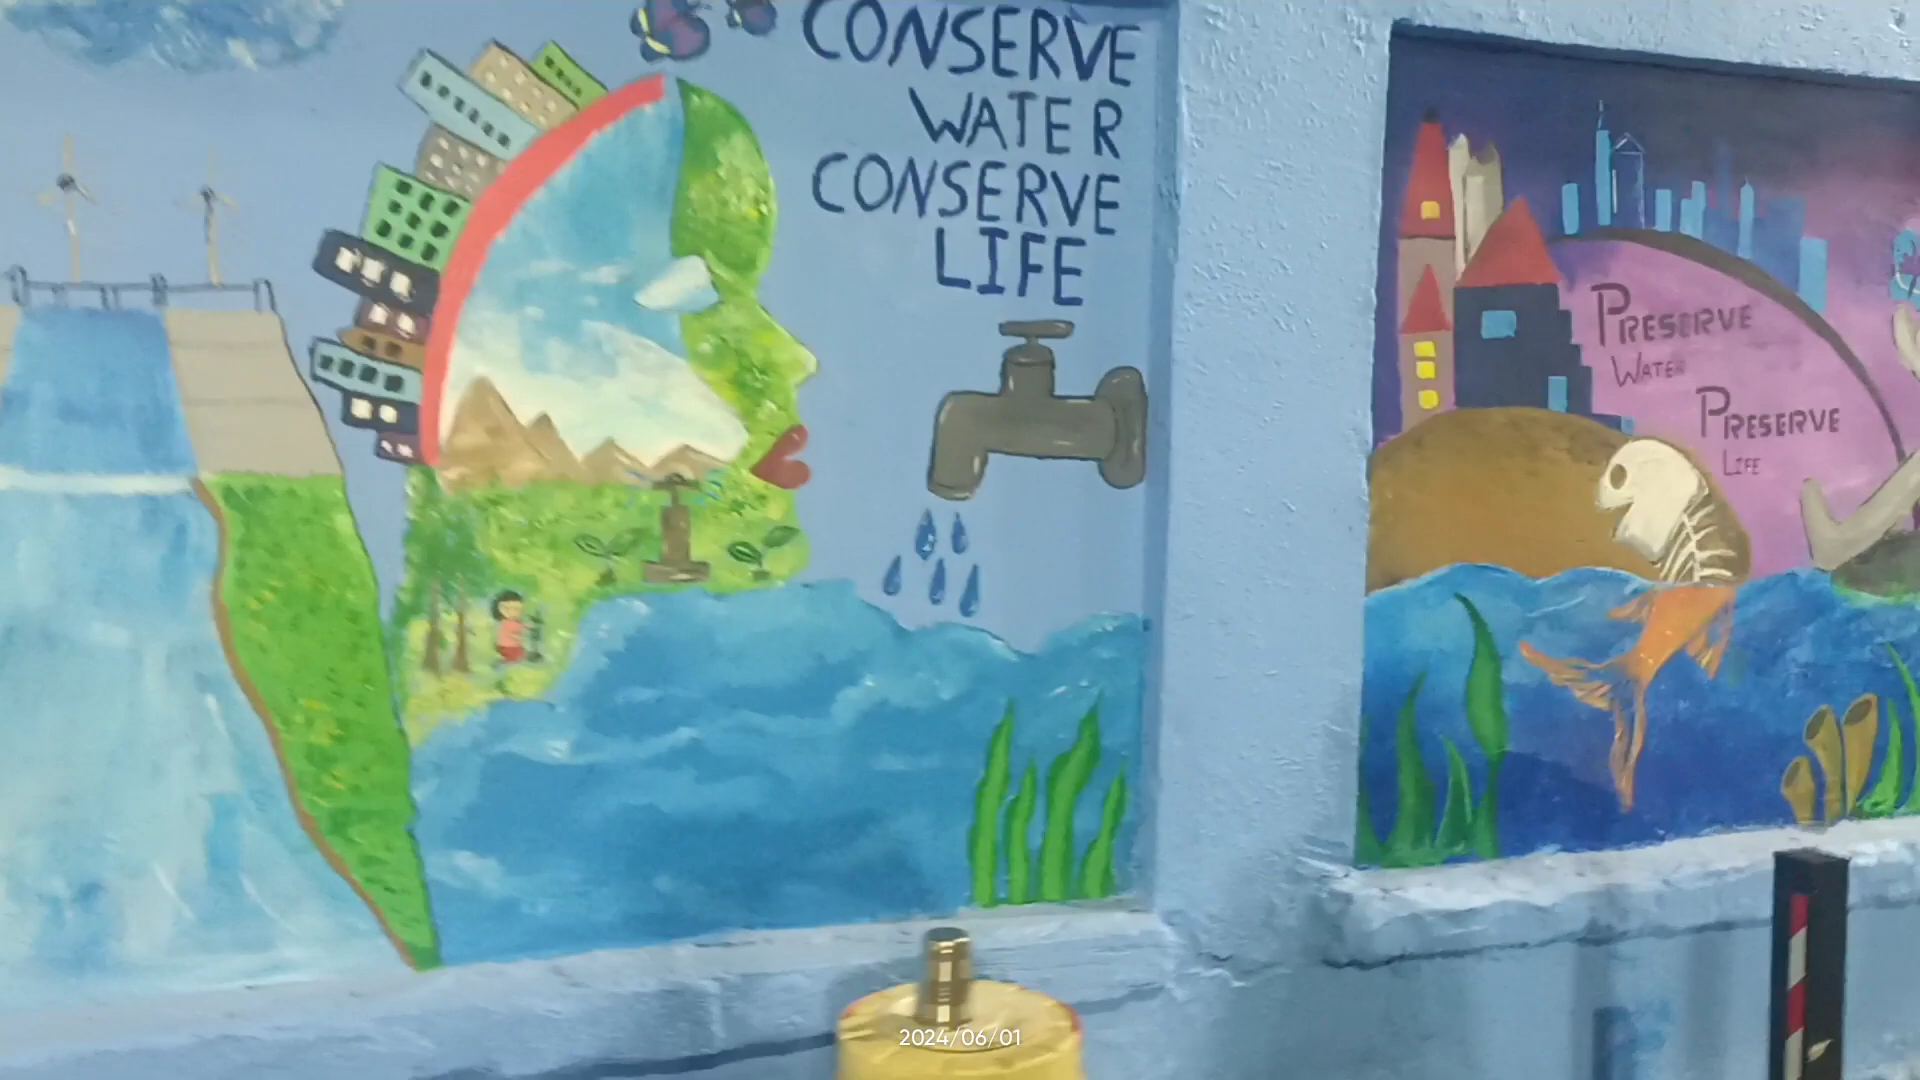 CONSERVE
WATER
CONSERVE
LIFE
PRESERVE
WATER
PRESERVE
LIFE
2024/06/01